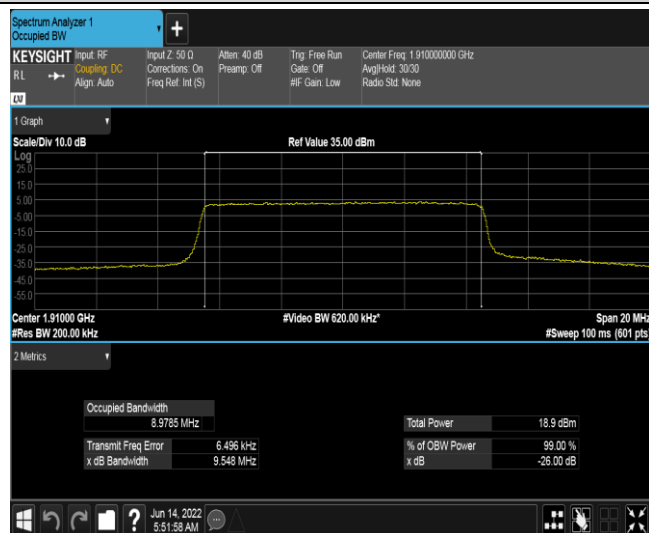 Spectrum Analyzer 1
Occupied BW
+
KEYSIGHT
RL
LXI
Input: RF
Coupling: DC
Align: Auto
Input Z: 50 Ω
Corrections: On
Freq Ref: Int (S)
Atten: 40 dB
Preamp: Off
Trig: Free Run
Gate: Off
#IF Gain: Low
Center Freq: 1.910000000 GHz
Avg|Hold: 30/30
Radio Std: None
1 Graph
Scale/Div 10.0 dB
Ref Value 35.00 dBm
Log
25.0
15.0
5.00
-5.00
-15.0
-25.0
-35.0
-45.0
-55.0
Center 1.91000 GHz
#Video BW 620.00 kHz*
Span 20 MHz
#Res BW 200.00 kHz
#Sweep 100 ms (601 pts)
2 Metrics
Occupied Bandwidth
8.9785 MHz
Total Power 18.9 dBm
Transmit Freq Error 6.496 kHz
% of OBW Power 99.00 %
x dB Bandwidth 9.548 MHz
x dB -26.00 dB
?
Jun 14, 2022
5:51:58 AM